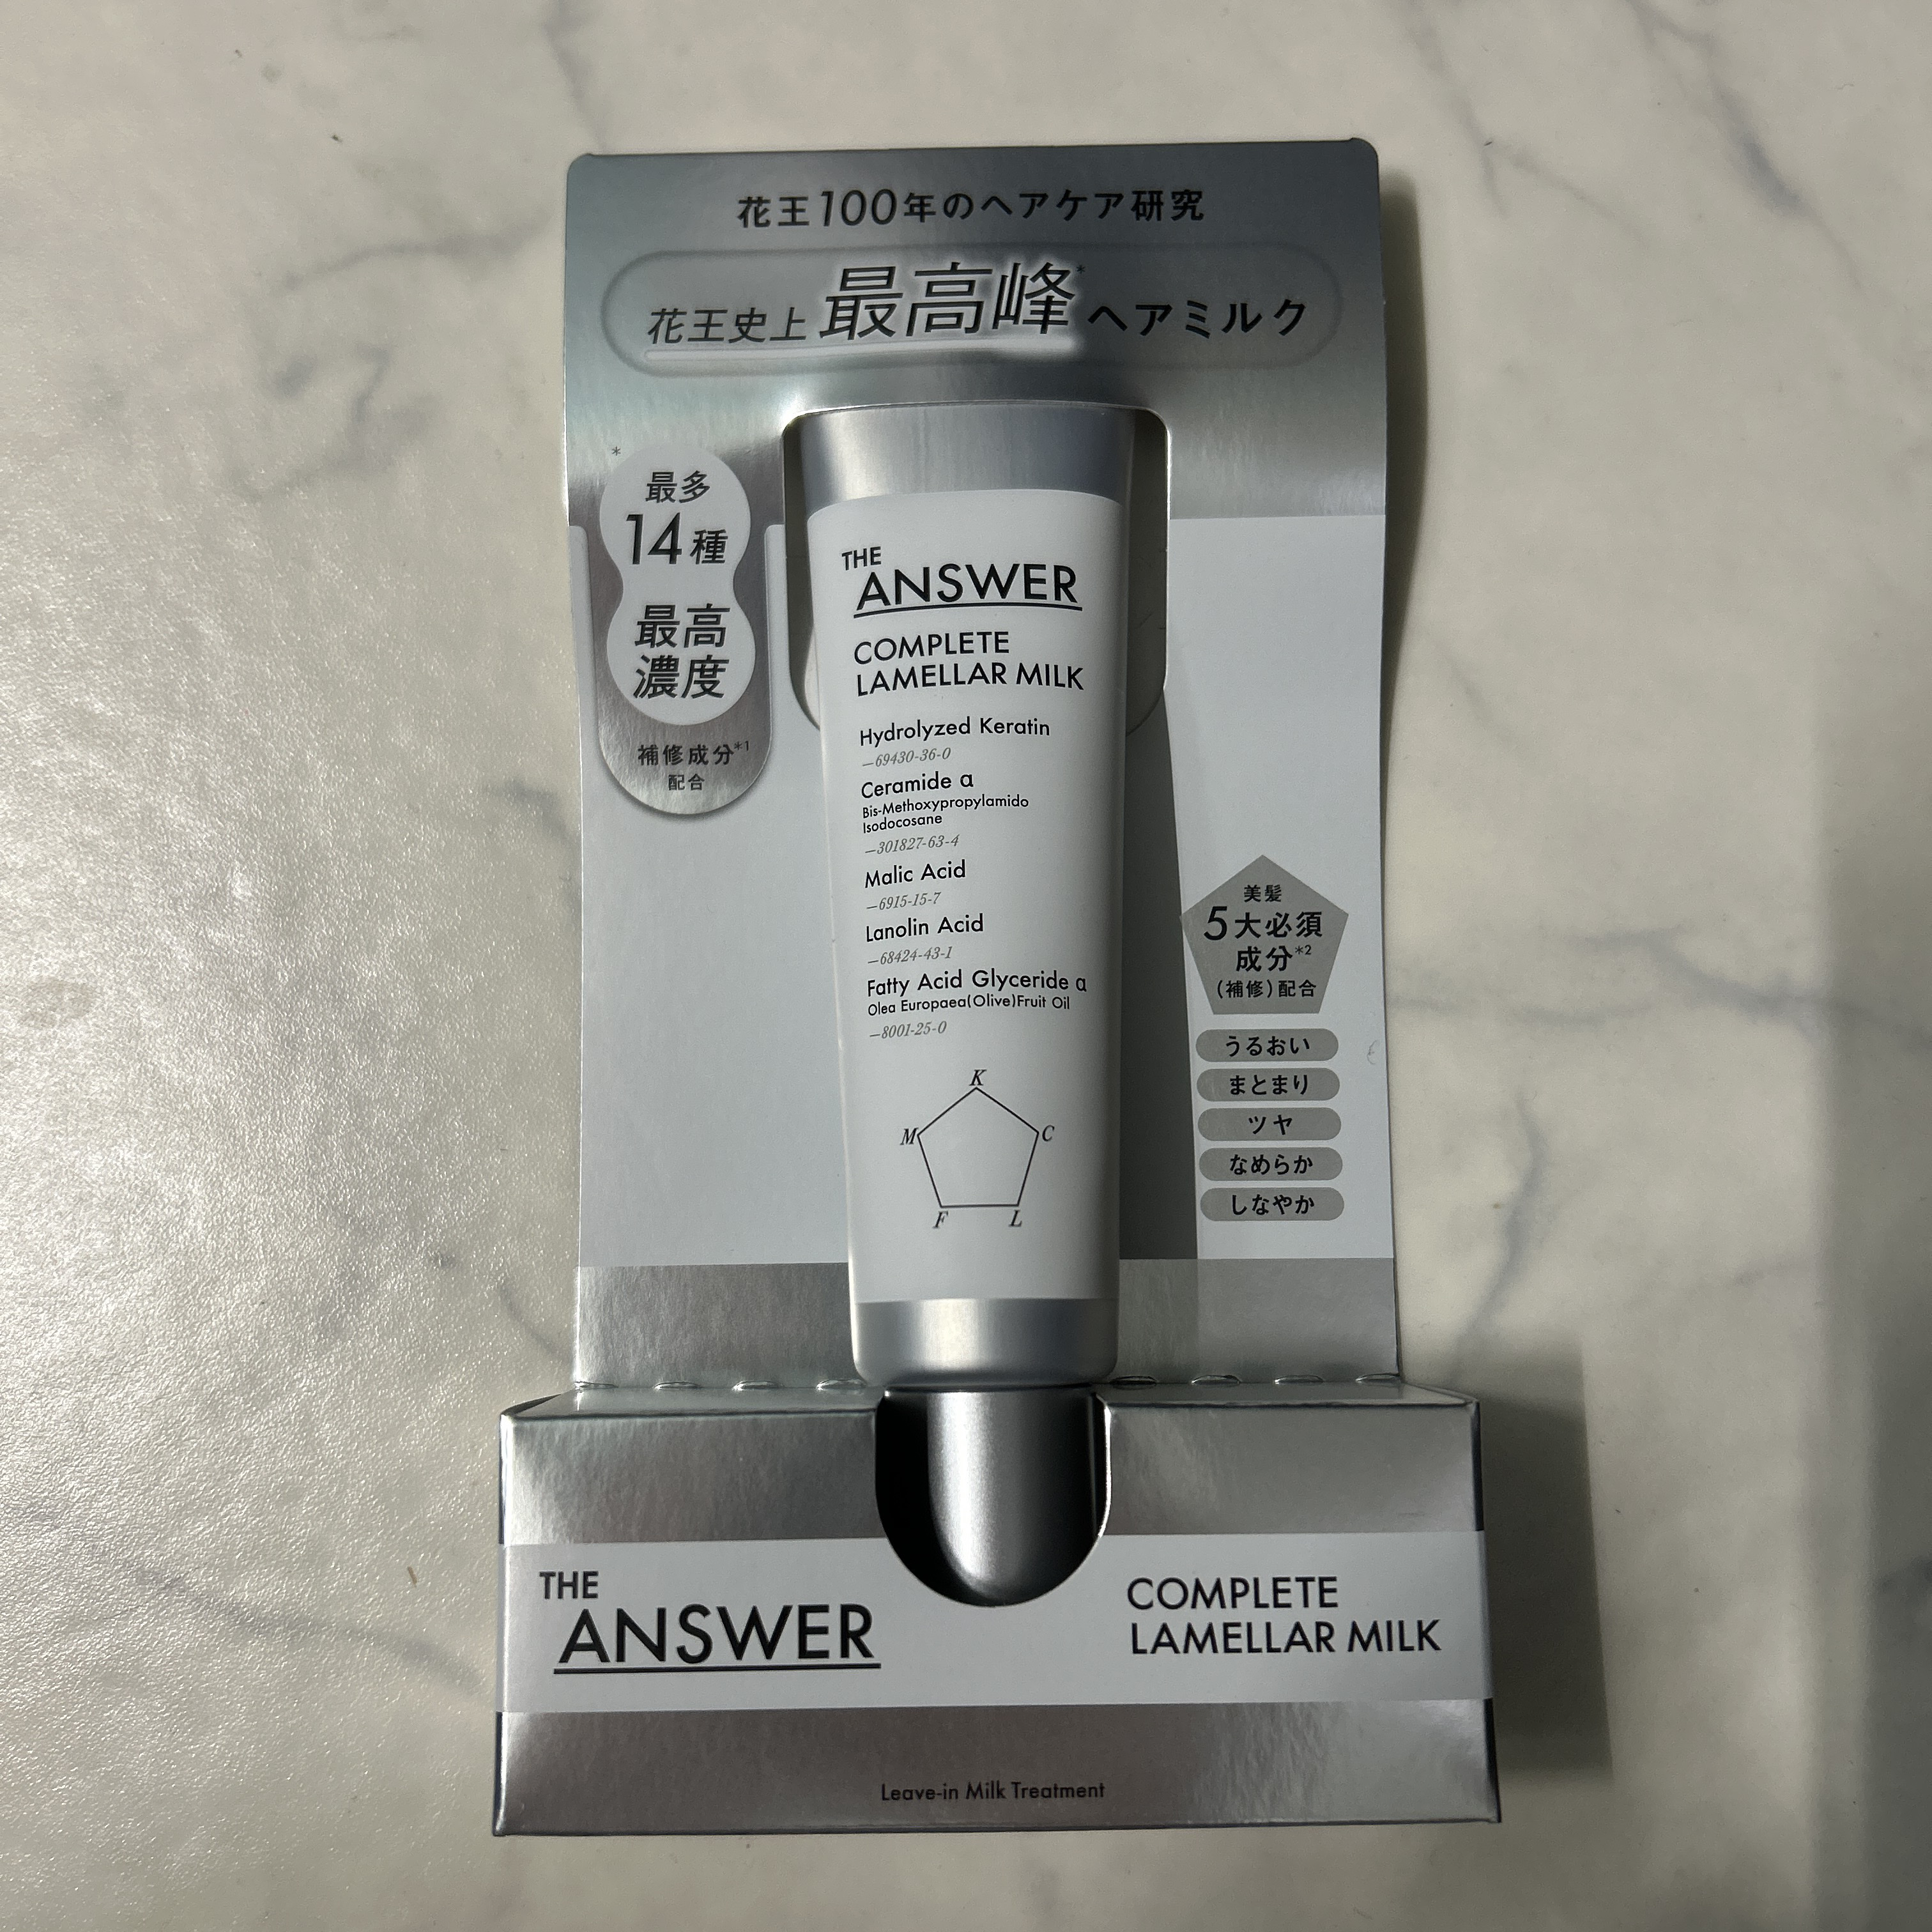 花王100年のヘアケア研究
花王史上最高峰*ヘアミルク
*
最多
14種
最高
濃度
補修成分*1
配合
THE
ANSWER
COMPLETE
LAMELLAR MILK
Hydrolyzed Keratin
—69430-36-0
Ceramide α
Bis-Methoxypropylamido
Isodocosane
—301827-63-4
Malic Acid
—6915-15-7
Lanolin Acid
—68424-43-1
Fatty Acid Glyceride α
Olea Europaea(Olive)Fruit Oil
—8001-25-0
K
M
C
F
L
美髪
5大必須
成分*2
(補修)配合
うるおい
まとまり
ツヤ
なめらか
しなやか
THE
ANSWER
COMPLETE
LAMELLAR MILK
Leave-in Milk Treatment